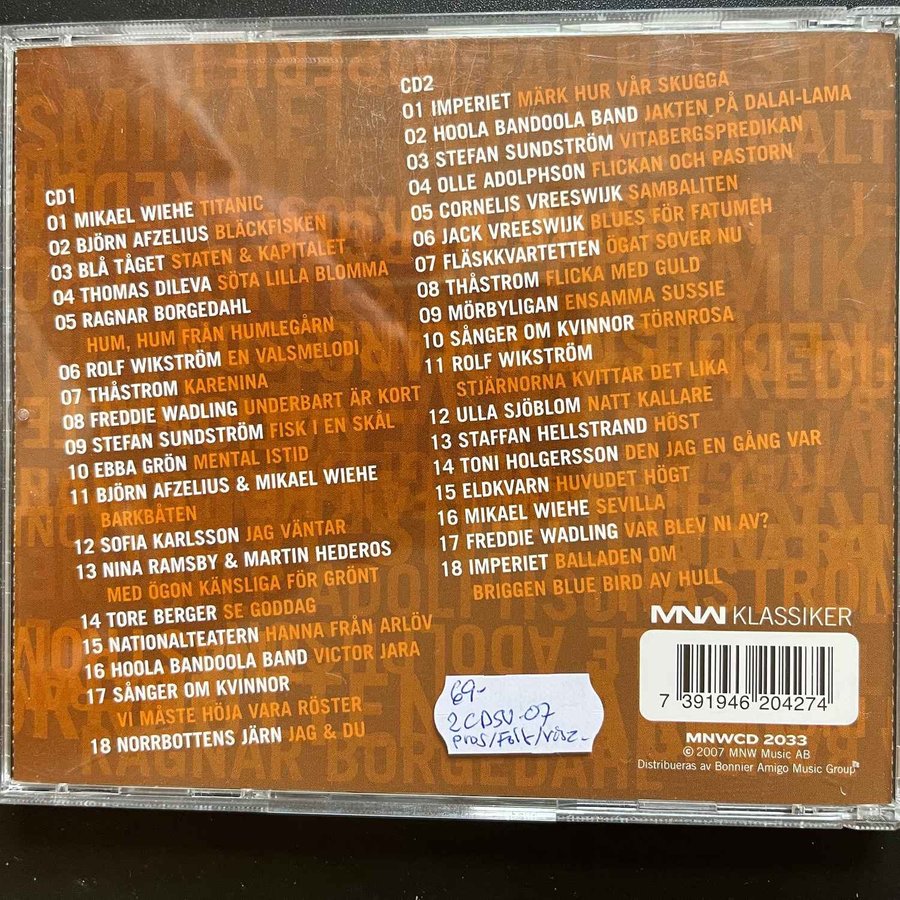 CD1
01 MIKAEL WIEHE TITANIC
02 BJÖRN AFZELIUS BLÄCKFISKEN
03 BLÅ TÅGET STATEN & KAPITALET
04 THOMAS DILEVA SÖTA LILLA BLOMMA
05 RAGNAR BORGEDAHL
HUM, HUM FRÅN HUMLEGÅRN
06 ROLF WIKSTRÖM EN VALSMELODI
07 THÅSTROM KARENINA
08 FREDDIE WADLING UNDERBART ÄR KORT
09 STEFAN SUNDSTRÖM FISK I EN SKÅL
10 EBBA GRÖN MENTAL ISTID
11 BJÖRN AFZELIUS & MIKAEL WIEHE
BARKBÅTEN
12 SOFIA KARLSSON JAG VÄNTAR
13 NINA RAMSBY & MARTIN HEDEROS
MED ÖGON KÄNSLIGA FÖR GRÖNT
14 TORE BERGER SE GODDAG
15 NATIONALTEATERN HANNA FRÅN ARLÖV
16 HOOLA BANDOOLA BAND VICTOR JARA
17 SÅNGER OM KVINNOR
VI MÅSTE HÖJA VARA RÖSTER
18 NORRBOTTENS JÄRN JAG & DU
CD2
01 IMPERIET MÄRK HUR VÅR SKUGGA
02 HOOLA BANDOOLA BAND JAKTEN PÅ DALAI-LAMA
03 STEFAN SUNDSTRÖM VITABERGSPREDIKAN
04 OLLE ADOLPHSON FLICKAN OCH PASTORN
05 CORNELIS VREESWIJK SAMBALITEN
06 JACK VREESWIJK BLUES FÖR FATUMEH
07 FLÄSKKVARTETTEN ÖGAT SOVER NU
08 THÅSTROM FLICKA MED GULD
09 MÖRBYLIGAN ENSAMMA SUSSIE
10 SÅNGER OM KVINNOR TÖRNROSA
11 ROLF WIKSTRÖM
STJÄRNORNA KVITTAR DET LIKA
12 ULLA SJÖBLOM NATT KALLARE
13 STAFFAN HELLSTRAND HÖST
14 TONI HOLGERSSON DEN JAG EN GÅNG VAR
15 ELDKVARN HUVUDET HÖGT
16 MIKAEL WIEHE SEVILLA
17 FREDDIE WADLING VAR BLEV NI AV?
18 IMPERIET BALLADEN OM
BRIGGEN BLUE BIRD AV HULL
MNW KLASSIKER
7 391946 204274
MNWCD 2033
© 2007 MNW Music AB
Distribueras av Bonnier Amigo Music Group
69-
2CDSV-07